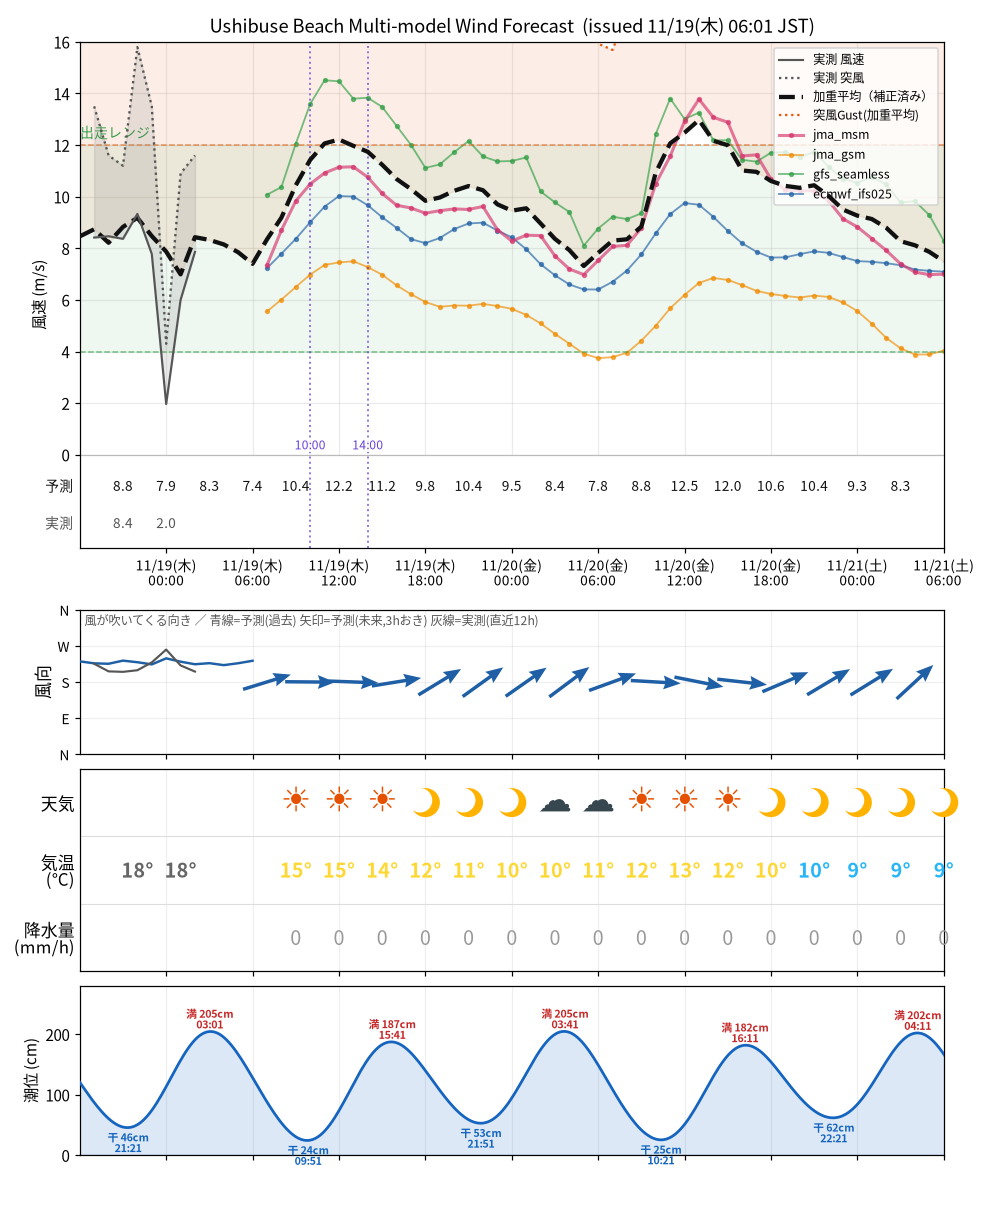 Ushibuse Beach Multi-model Wind Forecast (issued 11/19(木) 06:01 JST)
16
14
12
10
8
6
4
2
0
風速 (m/s)
出走レンジ
実測 風速
実測 突風
加重平均（補正済み）
突風Gust(加重平均)
jma_msm
jma_gsm
gfs_seamless
ecmwf_ifs025
10:00
14:00
予測 8.8 7.9 8.3 7.4 10.4 12.2 11.2 9.8 10.4 9.5 8.4 7.8 8.8 12.5 12.0 10.6 10.4 9.3 8.3
実測 8.4 2.0
11/19(木) 11/19(木) 11/19(木) 11/19(木) 11/20(金) 11/20(金) 11/20(金) 11/20(金) 11/21(土) 11/21(土)
00:00 06:00 12:00 18:00 00:00 06:00 12:00 18:00 00:00 06:00
風が吹いてくる向き ／ 青線=予測(過去) 矢印=予測(未来,3hおき) 灰線=実測(直近12h)
N
W
S
E
N
風向
天気
気温
(°C)
18° 18° 15° 15° 14° 12° 11° 10° 10° 11° 12° 13° 12° 10° 10° 9° 9° 9°
降水量
(mm/h)
0 0 0 0 0 0 0 0 0 0 0 0 0 0 0 0
潮位 (cm)
200
100
0
満 205cm
03:01
満 187cm
15:41
満 205cm
03:41
満 182cm
16:11
満 202cm
04:11
干 46cm
21:21
干 24cm
09:51
干 53cm
21:51
干 25cm
10:21
干 62cm
22:21